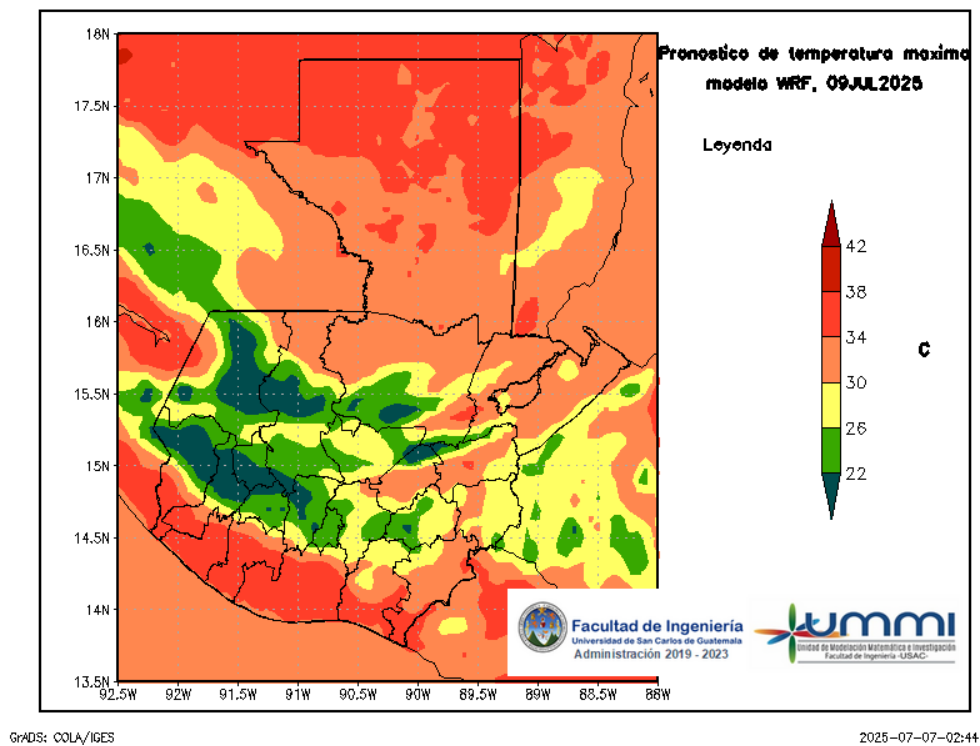 Pronostico de temperatura maxima
modelo WRF, 09JUL2025
Leyenda
18N
17.5N
17N
16.5N
16N
15.5N
15N
14.5N
14N
13.5N
92.5W
92W
91.5W
91W
90.5W
90W
89.5W
89W
88.5W
88W
42
38
34
30
26
22
C
Facultad de Ingeniería
Universidad de San Carlos de Guatemala
Administración 2019 - 2023
ummi
Unidad de Modelación Matemática e Investigación
Facultad de Ingeniería -USAC-
GrADS: COLA/IGES
2025-07-07-02:44